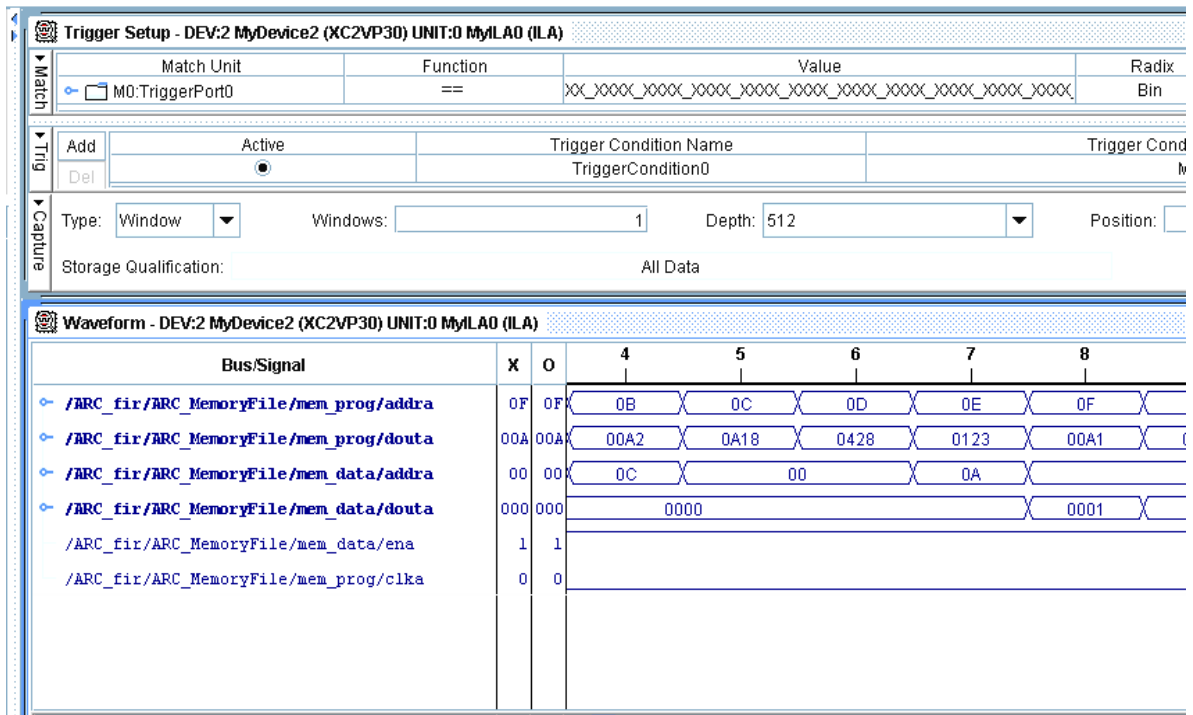 Trigger Setup - DEV:2 MyDevice2 (XC2VP30) UNIT:0 MyILA0 (ILA)
Match
Match Unit Function Value Radix
M0:TriggerPort0 == XX_XXXX_XXXX_XXXX_XXXX_XXXX_XXXX_XXXX_XXXX_XXXX_XXXX_ Bin
Trig
Add Active Trigger Condition Name Trigger Cond
Del TriggerCondition0 M
Capture
Type: Window Windows: 1 Depth: 512 Position:
Storage Qualification: All Data
Waveform - DEV:2 MyDevice2 (XC2VP30) UNIT:0 MyILA0 (ILA)
Bus/Signal X O 4 5 6 7 8
/ARC_fir/ARC_MemoryFile/mem_prog/addra 0F 0F 0B 0C 0D 0E 0F
/ARC_fir/ARC_MemoryFile/mem_prog/douta 00A 00A 00A2 0A18 0428 0123 00A1 0
/ARC_fir/ARC_MemoryFile/mem_data/addra 00 00 0C 00 0A
/ARC_fir/ARC_MemoryFile/mem_data/douta 000 000 0000 0001
/ARC_fir/ARC_MemoryFile/mem_data/ena 1 1
/ARC_fir/ARC_MemoryFile/mem_prog/clka 0 0